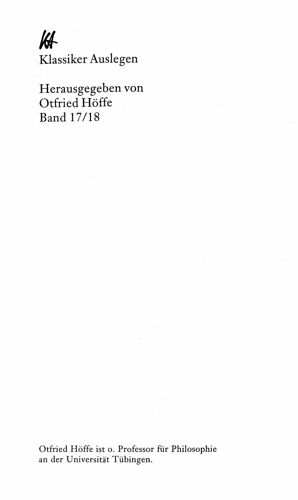 KA
Klassiker Auslegen
Herausgegeben von
Otfried Höffe
Band 17/18
Otfried Höffe ist o. Professor für Philosophie
an der Universität Tübingen.